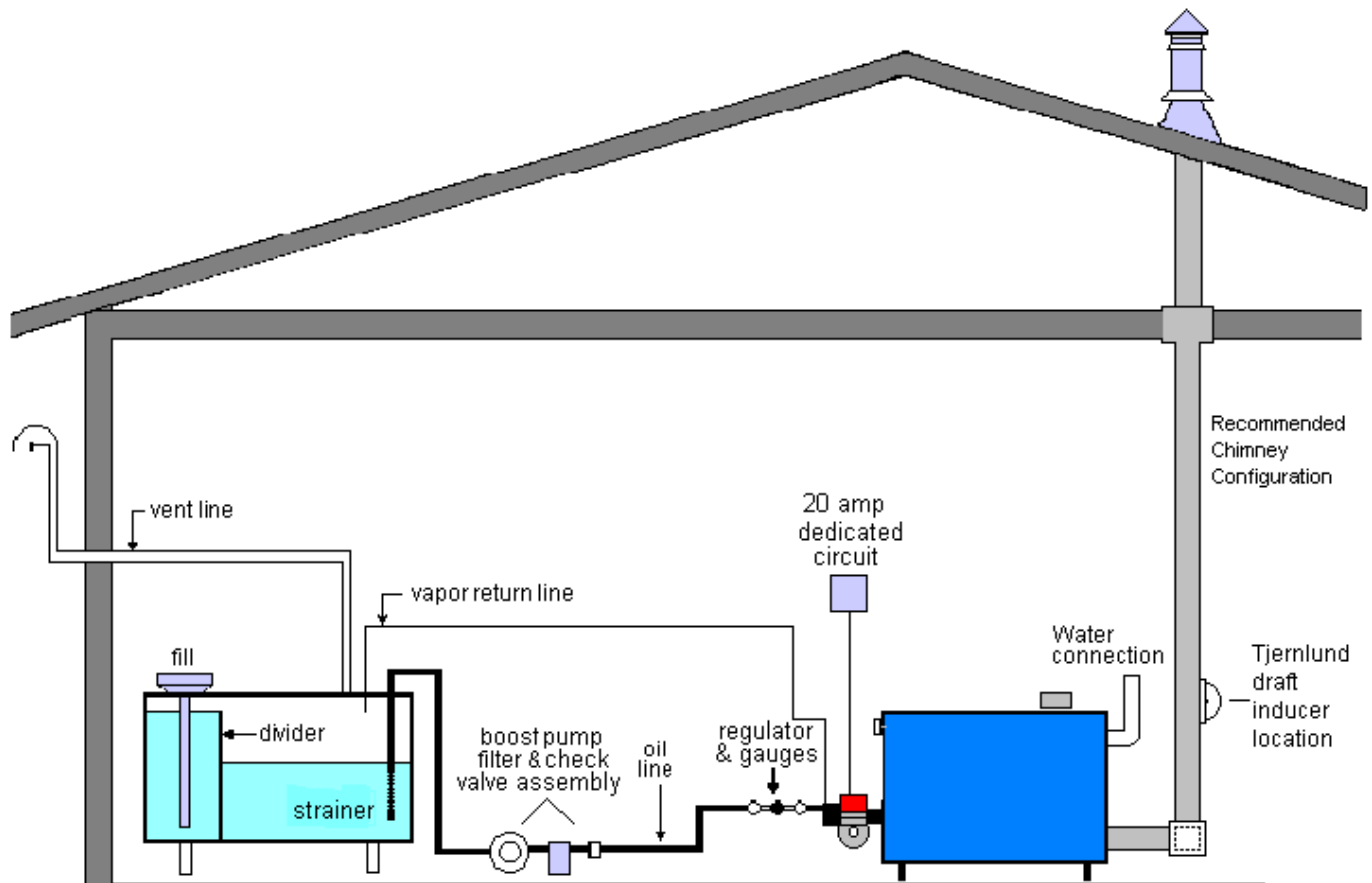 Recommended
Chimney
Configuration
vent line
20 amp
dedicated
circuit
vapor return line
Water
connection
fill
Tjernlund
draft
inducer
location
divider
boost pump
filter & check
valve assembly
oil
line
regulator
& gauges
strainer